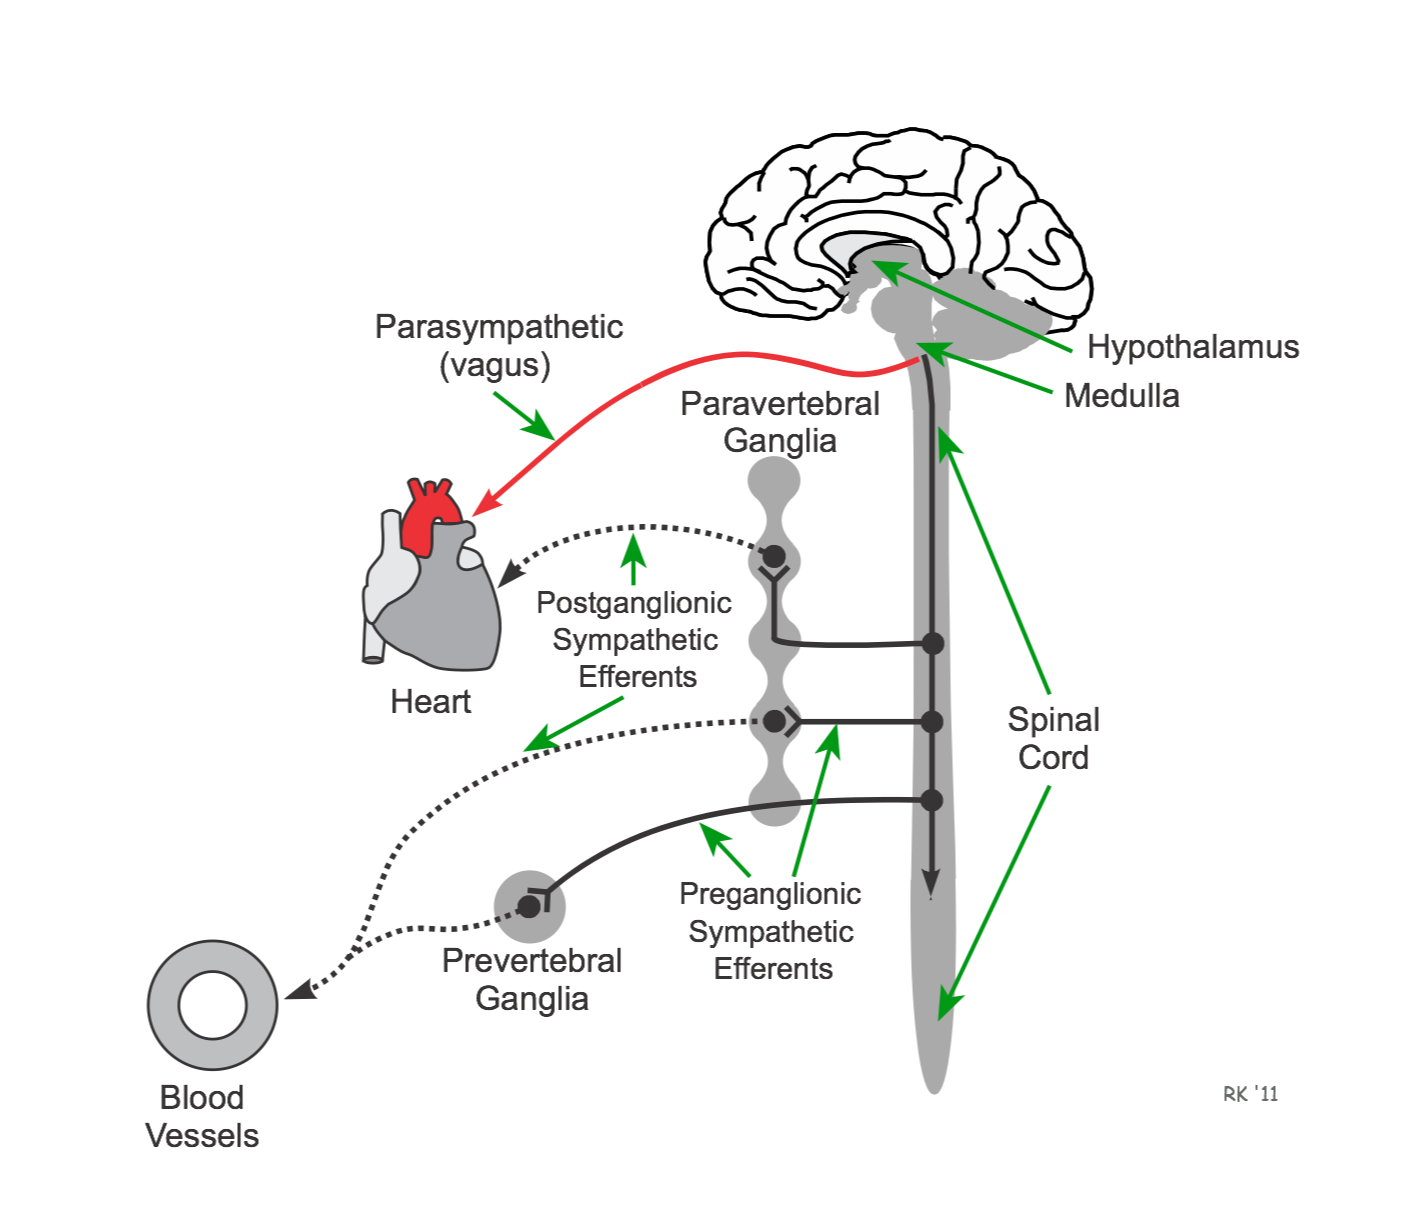 Parasympathetic
(vagus)
Hypothalamus
Medulla
Paravertebral
Ganglia
Postganglionic
Sympathetic
Efferents
Heart
Spinal
Cord
Preganglionic
Sympathetic
Efferents
Prevertebral
Ganglia
Blood
Vessels
RK '11